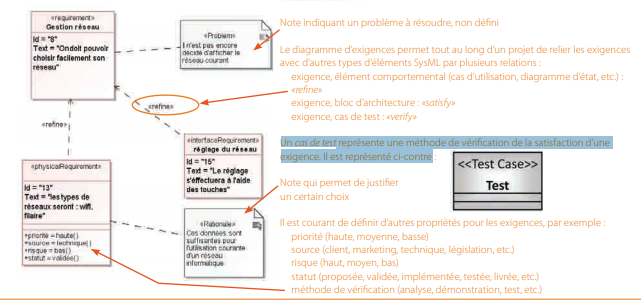 «requirement»
Gestion réseau
Id = "8"
Text = "Ondoit pouvoir
choisir facilement son
réseau"
«Problem»
Il n'est pas encore
décidé d'afficher le
réseau courant
«refine»
«refine»
«interfaceRequirement»
réglage du réseau
Id = "15"
Text = "Le réglage
s'effectuera à l'aide
des touches"
«physicalRequirement»
Id = "13"
Text = "les types de
réseaux seront : wifi,
filaire"
+priorité = haute()
+source = technique()
+risque = bas()
+statut = validée()
«Rationale»
Ces données sont
suffisantes pour
l'utilisation courante
d'un réseau
informatique
Note indiquant un problème à résoudre, non défini
Le diagramme d'exigences permet tout au long d'un projet de relier les exigences
avec d'autres types d'éléments SysML par plusieurs relations :
exigence, élément comportemental (cas d'utilisation, diagramme d'état, etc.) :
«refine»
exigence, bloc d'architecture : «satisfy»
exigence, cas de test : «verify»
Un cas de test représente une méthode de vérification de la satisfaction d'une
exigence. Il est représenté ci-contre :
<<Test Case>>
Test
Note qui permet de justifier
un certain choix
Il est courant de définir d'autres propriétés pour les exigences, par exemple :
priorité (haute, moyenne, basse)
source (client, marketing, technique, législation, etc.)
risque (haut, moyen, bas)
statut (proposée, validée, implémentée, testée, livrée, etc.)
méthode de vérification (analyse, démonstration, test, etc.)